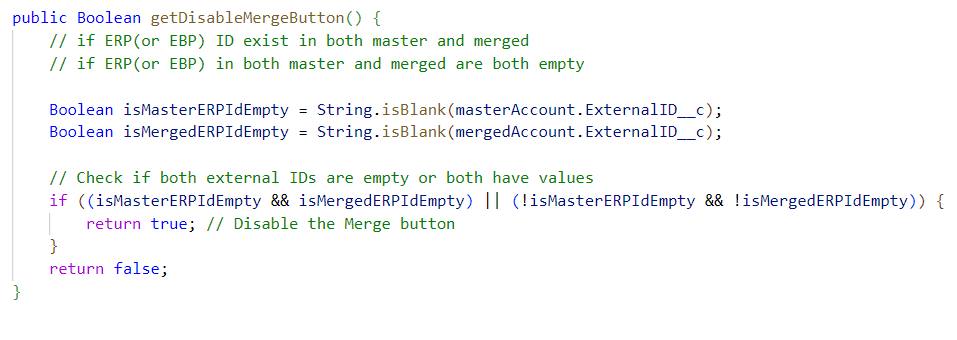 public Boolean getDisableMergeButton() {
    // if ERP(or EBP) ID exist in both master and merged
    // if ERP(or EBP) in both master and merged are both empty
    Boolean isMasterERPIdEmpty = String.isBlank(masterAccount.ExternalID__c);
    Boolean isMergedERPIdEmpty = String.isBlank(mergedAccount.ExternalID__c);
    // Check if both external IDs are empty or both have values
    if ((isMasterERPIdEmpty && isMergedERPIdEmpty) || (!isMasterERPIdEmpty && !isMergedERPIdEmpty)) {
        return true; // Disable the Merge button
    }
    return false;
}